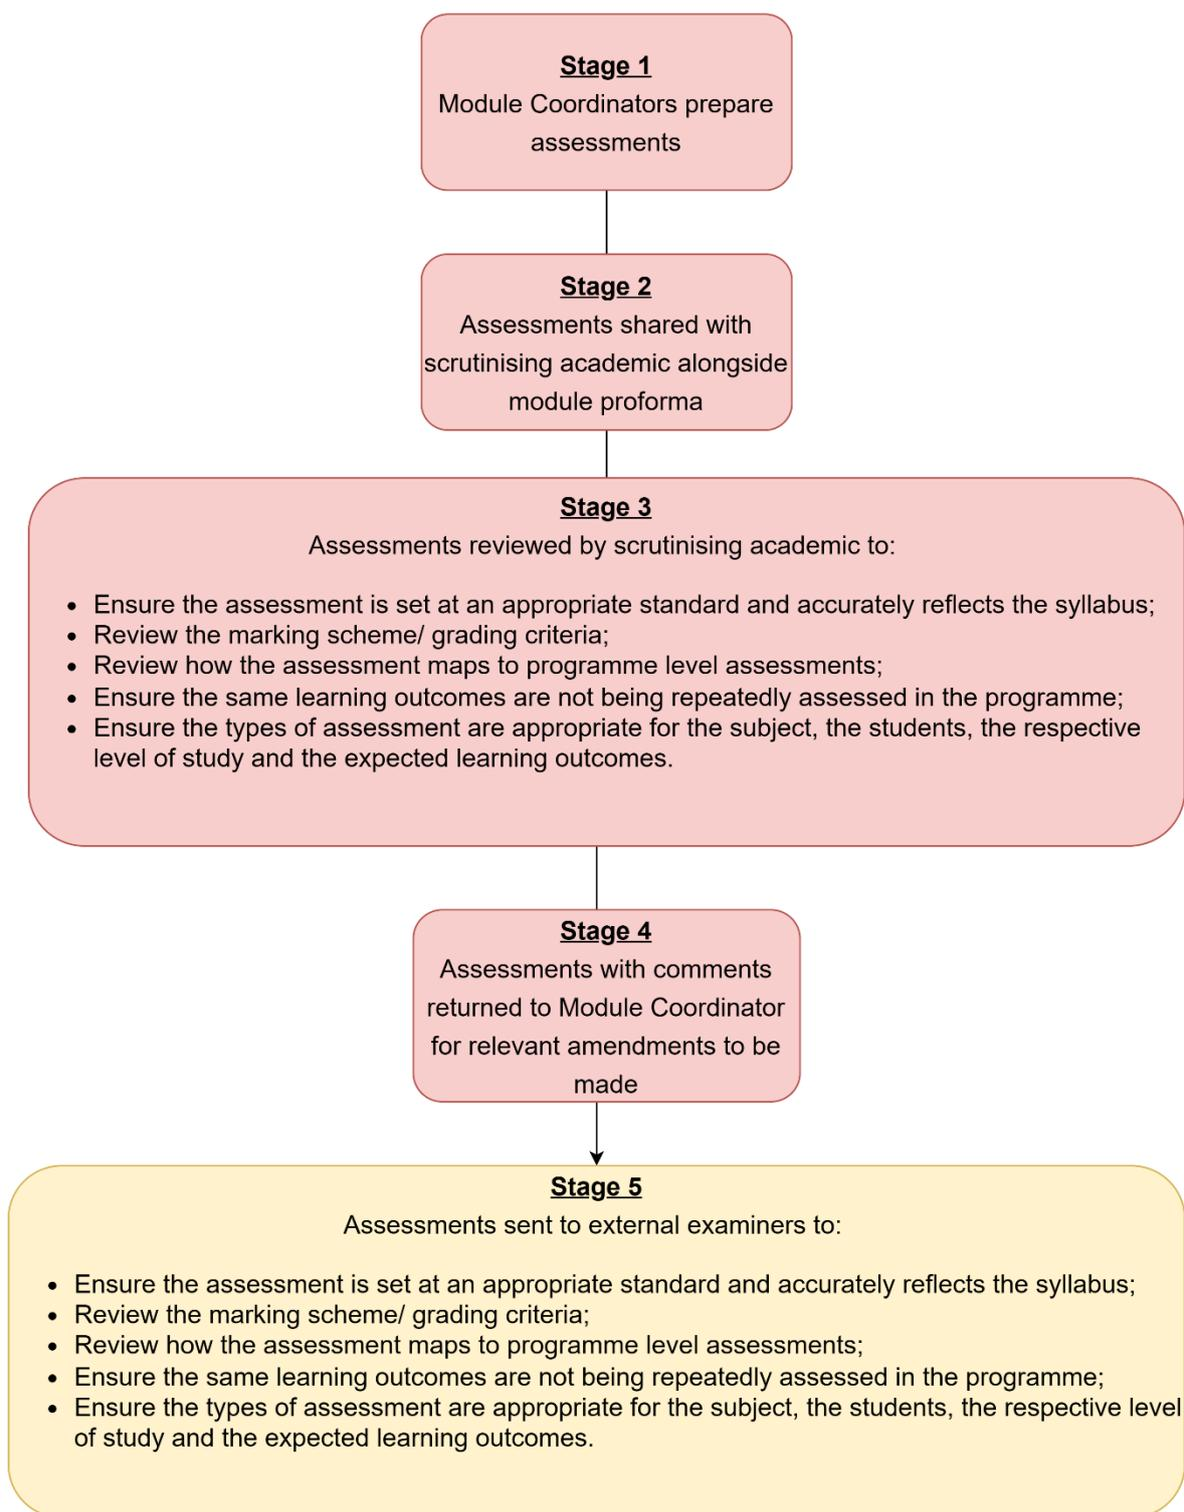 Stage 1
Module Coordinators prepare
assessments
Stage 2
Assessments shared with
scrutinising academic alongside
module proforma
Stage 3
Assessments reviewed by scrutinising academic to:
• Ensure the assessment is set at an appropriate standard and accurately reflects the syllabus;
• Review the marking scheme/ grading criteria;
• Review how the assessment maps to programme level assessments;
• Ensure the same learning outcomes are not being repeatedly assessed in the programme;
• Ensure the types of assessment are appropriate for the subject, the students, the respective
level of study and the expected learning outcomes.
Stage 4
Assessments with comments
returned to Module Coordinator
for relevant amendments to be
made
Stage 5
Assessments sent to external examiners to:
• Ensure the assessment is set at an appropriate standard and accurately reflects the syllabus;
• Review the marking scheme/ grading criteria;
• Review how the assessment maps to programme level assessments;
• Ensure the same learning outcomes are not being repeatedly assessed in the programme;
• Ensure the types of assessment are appropriate for the subject, the students, the respective level
of study and the expected learning outcomes.